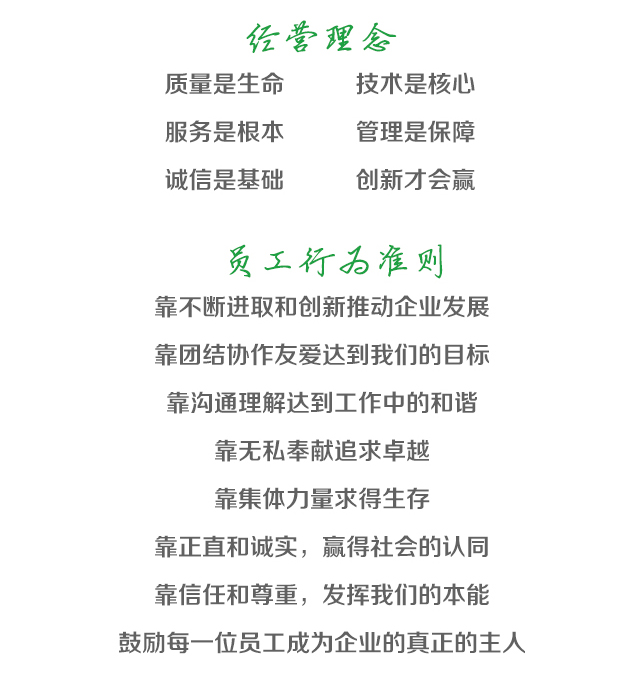 经营理念
质量是生命 技术是核心
服务是根本 管理是保障
诚信是基础 创新才会赢
员工行为准则
靠不断进取和创新推动企业发展
靠团结协作友爱达到我们的目标
靠沟通理解达到工作中的和谐
靠无私奉献追求卓越
靠集体力量求得生存
靠正直和诚实，赢得社会的认同
靠信任和尊重，发挥我们的本能
鼓励每一位员工成为企业的真正的主人